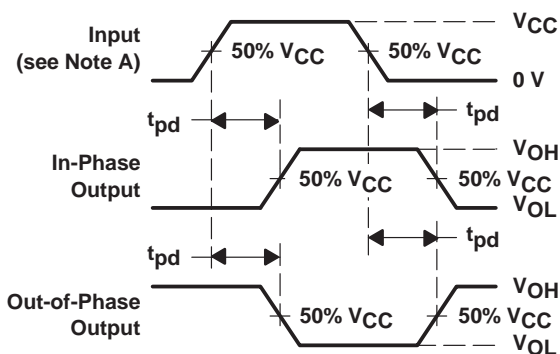 Input
(see Note A)
50% VCC
50% VCC
VCC
0 V
tpd
tpd
In-Phase
Output
50% VCC
VOH
50% VCC
VOL
tpd
tpd
Out-of-Phase
Output
50% VCC
VOH
50% VCC
VOL